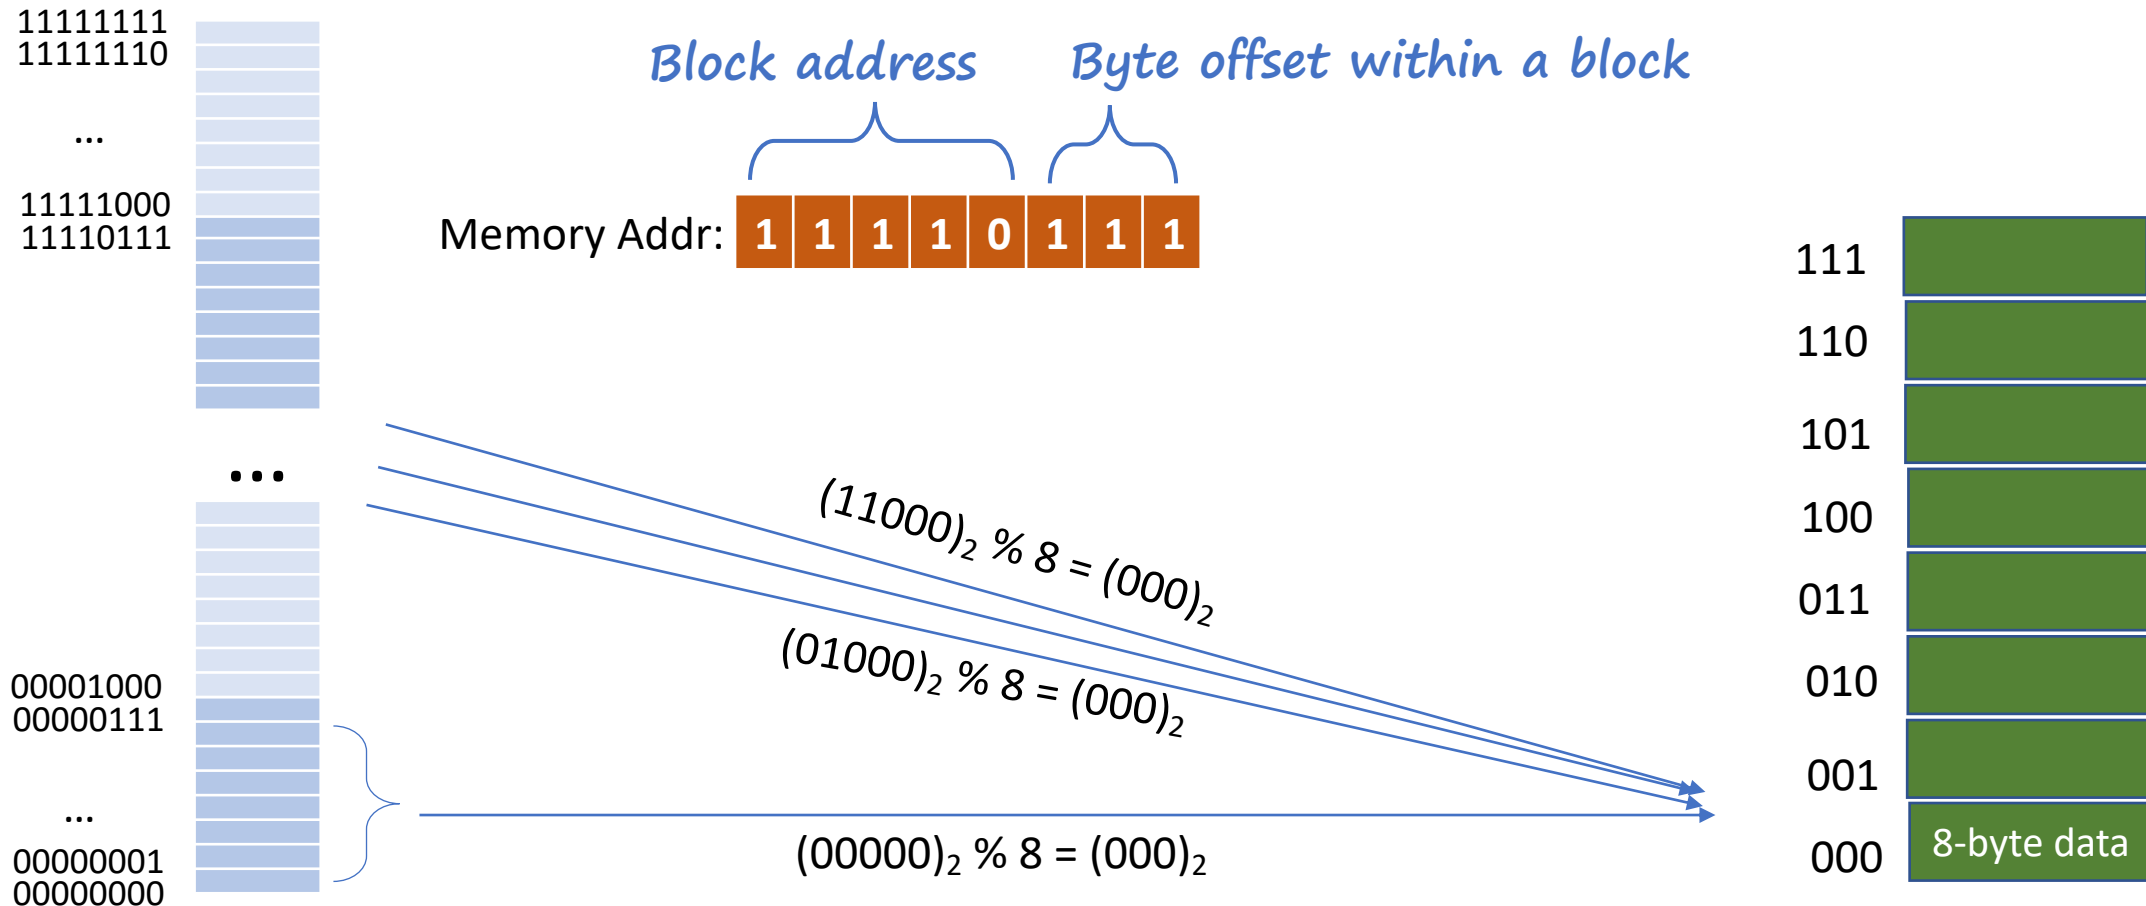 11111111
11111110
...
11111000
11110111
...
00001000
00000111
...
00000001
00000000
Block address
Byte offset within a block
Memory Addr: 1 1 1 1 0 1 1 1
(11000)₂ % 8 = (000)₂
(01000)₂ % 8 = (000)₂
(00000)₂ % 8 = (000)₂
111
110
101
100
011
010
001
000 8-byte data